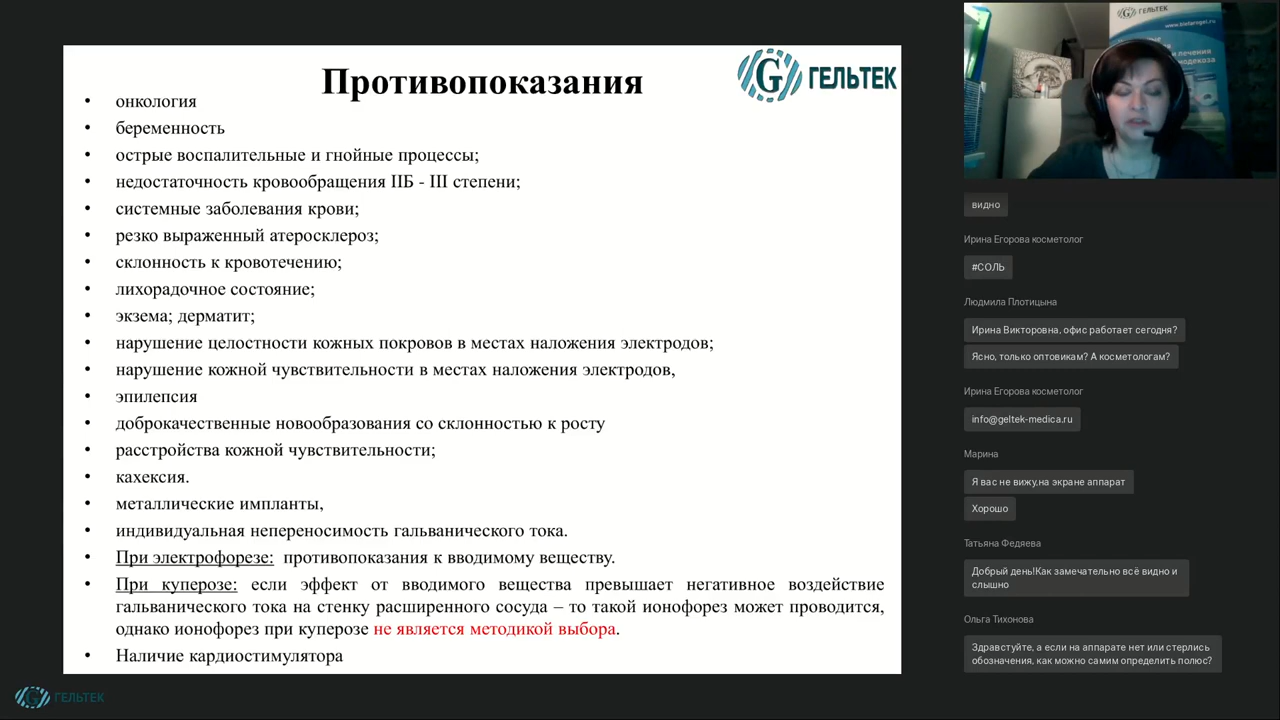 Противопоказания
ГЕЛЬТЕК
• онкология
• беременность
• острые воспалительные и гнойные процессы;
• недостаточность кровообращения IIБ - III степени;
• системные заболевания крови;
• резко выраженный атеросклероз;
• склонность к кровотечению;
• лихорадочное состояние;
• экзема; дерматит;
• нарушение целостности кожных покровов в местах наложения электродов;
• нарушение кожной чувствительности в местах наложения электродов,
• эпилепсия
• доброкачественные новообразования со склонностью к росту
• расстройства кожной чувствительности;
• кахексия.
• металлические импланты,
• индивидуальная непереносимость гальванического тока.
• При электрофорезе: противопоказания к вводимому веществу.
• При куперозе: если эффект от вводимого вещества превышает негативное воздействие
гальванического тока на стенку расширенного сосуда – то такой ионофорез может проводится,
однако ионофорез при куперозе не является методикой выбора.
• Наличие кардиостимулятора
ГЕЛЬТЕК
ГЕЛЬТЕК
видно
Ирина Егорова косметолог
#СОЛЬ
Людмила Плотицына
Ирина Викторовна, офис работает сегодня?
Ясно, только оптовикам? А косметологам?
Ирина Егорова косметолог
info@geltek-medica.ru
Марина
Я вас не вижу.на экране аппарат
Хорошо
Татьяна Федяева
Добрый день!Как замечательно всё видно и
слышно
Ольга Тихонова
Здравстуйте, а если на аппарате нет или стерлись
обозначения, как можно самим определить полюс?